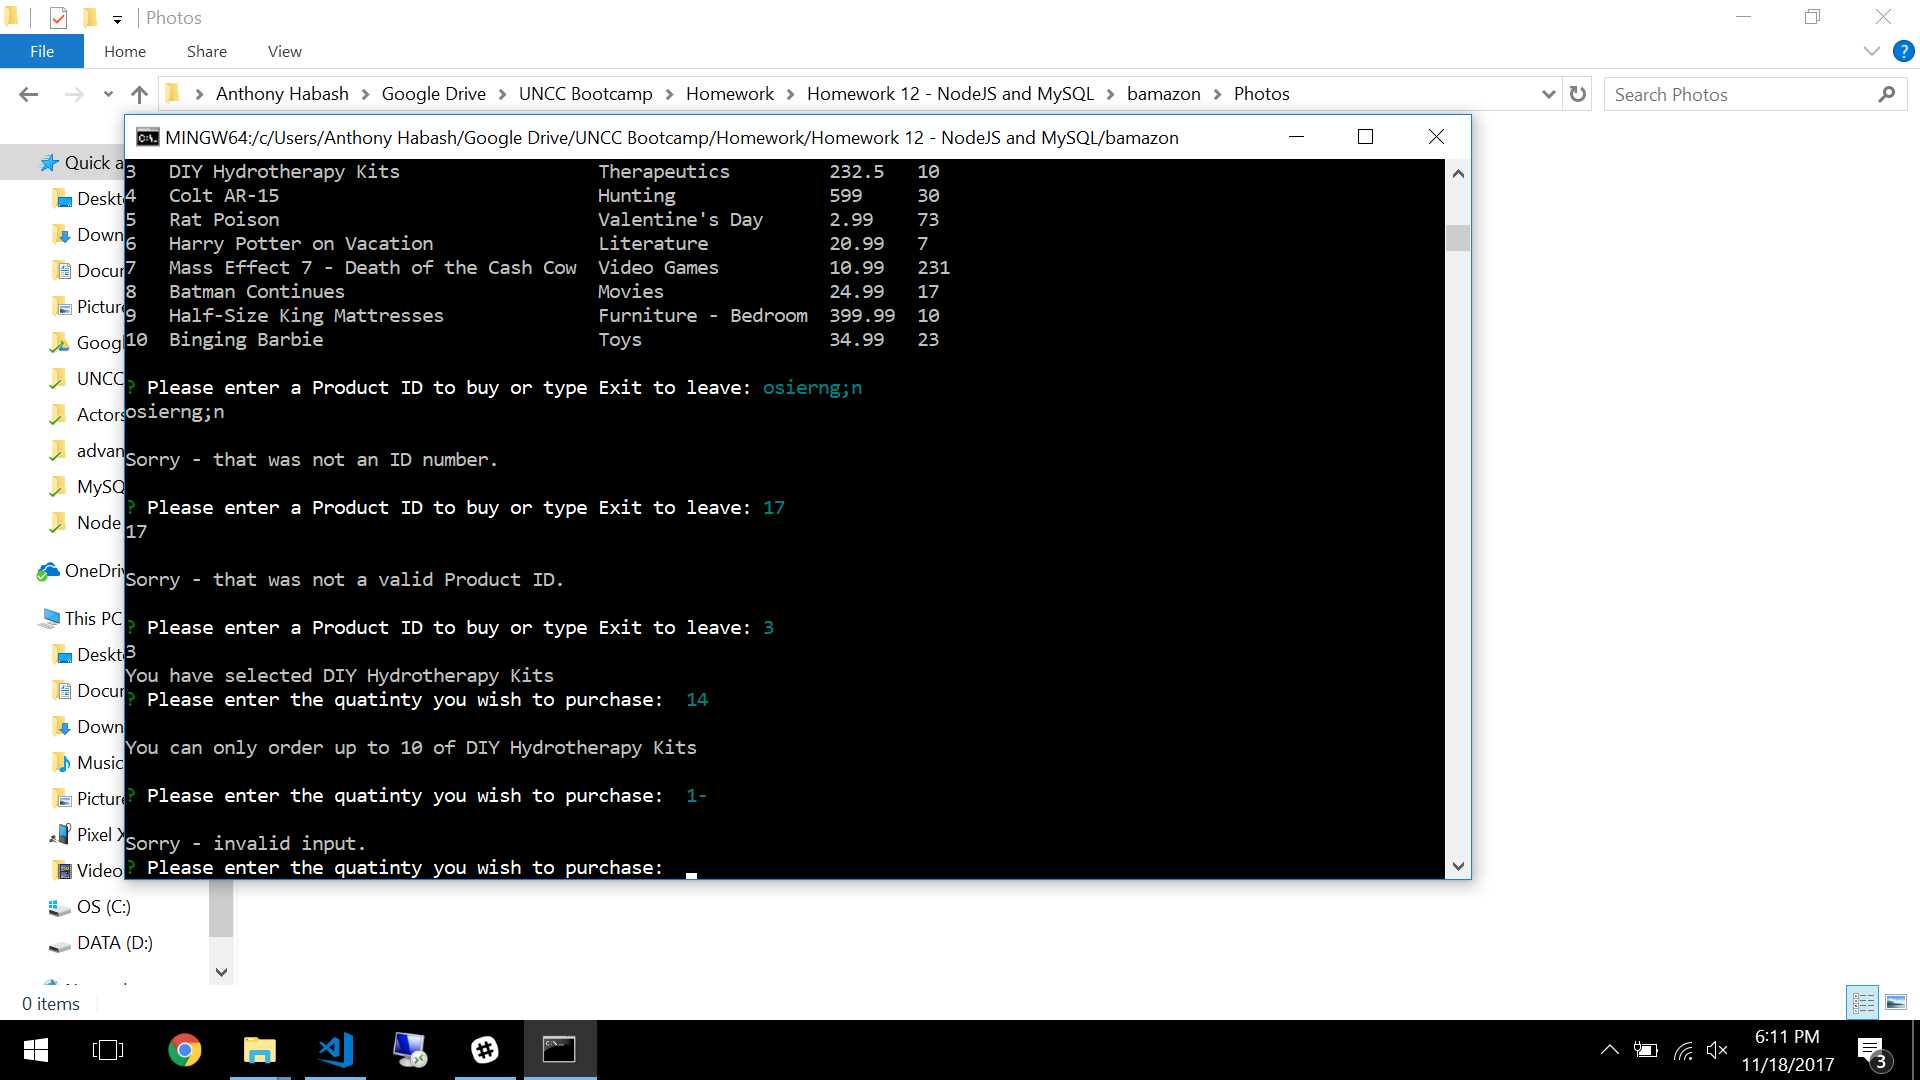 Photos
File Home Share View
Anthony Habash Google Drive UNCC Bootcamp Homework Homework 12 - NodeJS and MySQL bamazon Photos
Search Photos
MINGW64:/c/Users/Anthony Habash/Google Drive/UNCC Bootcamp/Homework/Homework 12 - NodeJS and MySQL/bamazon
3 DIY Hydrotherapy Kits Therapeutics 232.5 10
4 Colt AR-15 Hunting 599 30
5 Rat Poison Valentine's Day 2.99 73
6 Harry Potter on Vacation Literature 20.99 7
7 Mass Effect 7 - Death of the Cash Cow Video Games 10.99 231
8 Batman Continues Movies 24.99 17
9 Half-Size King Mattresses Furniture - Bedroom 399.99 10
10 Binging Barbie Toys 34.99 23
? Please enter a Product ID to buy or type Exit to leave: osierng;n
osierng;n
Sorry - that was not an ID number.
? Please enter a Product ID to buy or type Exit to leave: 17
17
Sorry - that was not a valid Product ID.
? Please enter a Product ID to buy or type Exit to leave: 3
3
You have selected DIY Hydrotherapy Kits
? Please enter the quatinty you wish to purchase: 14
You can only order up to 10 of DIY Hydrotherapy Kits
? Please enter the quatinty you wish to purchase: 1-
Sorry - invalid input.
? Please enter the quatinty you wish to purchase:
Quick a
Deskt
Down
Docur
Picture
Googl
UNCC
Actors
advan
MySQ
Node
OneDriv
This PC
Deskt
Docur
Down
Music
Picture
Pixel X
Video
OS (C:)
DATA (D:)
0 items
6:11 PM
11/18/2017
3